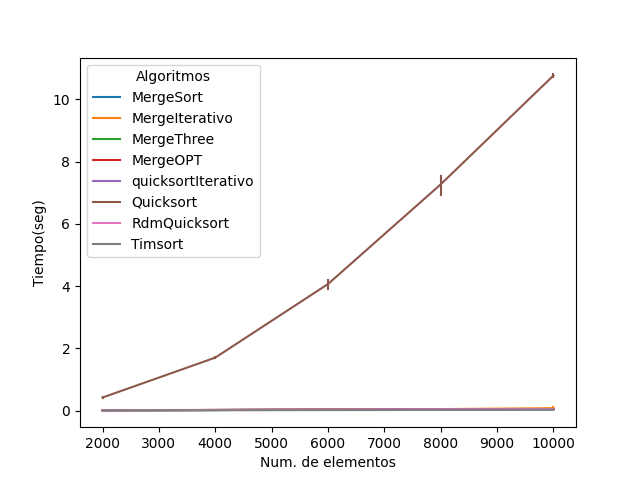 Algoritmos
MergeSort
MergeIterativo
MergeThree
MergeOPT
quicksortIterativo
Quicksort
RdmQuicksort
Timsort
10
8
6
4
2
0
Tiempo(seg)
2000 3000 4000 5000 6000 7000 8000 9000 10000
Num. de elementos